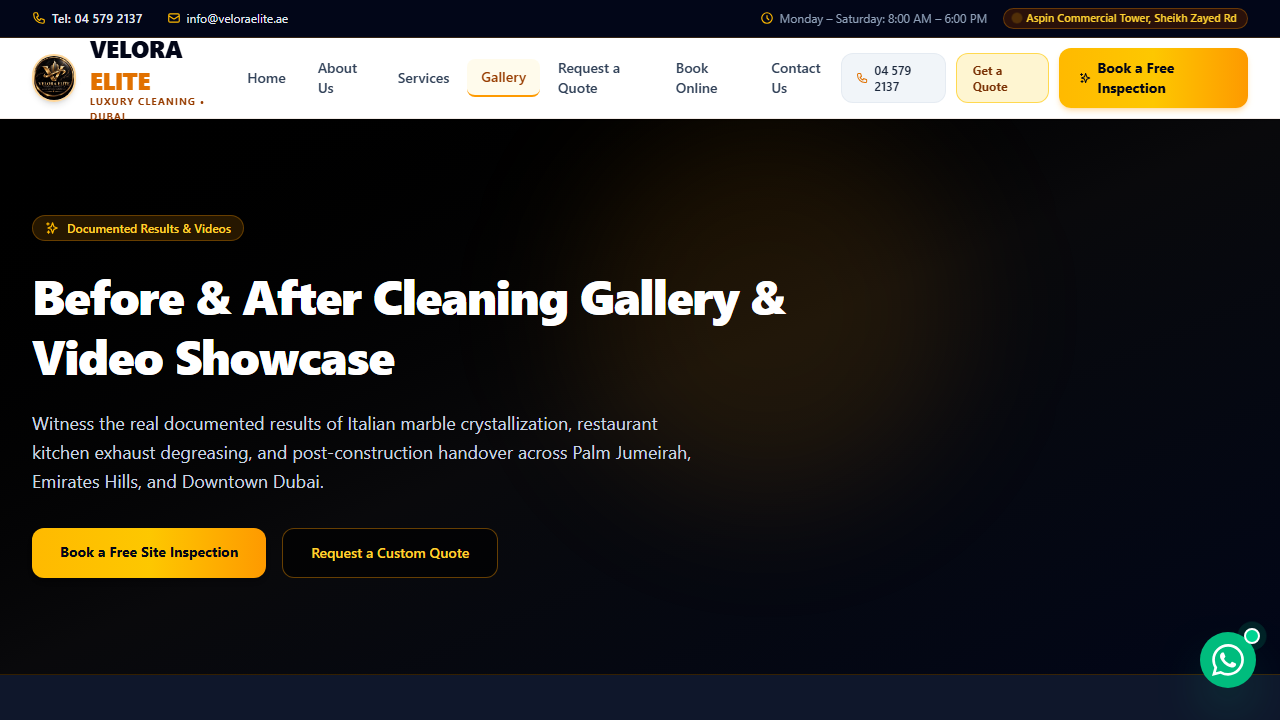 Tel: 04 579 2137
info@veloraelite.ae
Monday – Saturday: 8:00 AM – 6:00 PM
Aspin Commercial Tower, Sheikh Zayed Rd
VELORA
ELITE
LUXURY CLEANING •
DUBAI
Home
About
Us
Services
Gallery
Request a
Quote
Book
Online
Contact
Us
04 579
2137
Get a
Quote
Book a Free
Inspection
Documented Results & Videos
Before & After Cleaning Gallery &
Video Showcase
Witness the real documented results of Italian marble crystallization, restaurant
kitchen exhaust degreasing, and post-construction handover across Palm Jumeirah,
Emirates Hills, and Downtown Dubai.
Book a Free Site Inspection
Request a Custom Quote